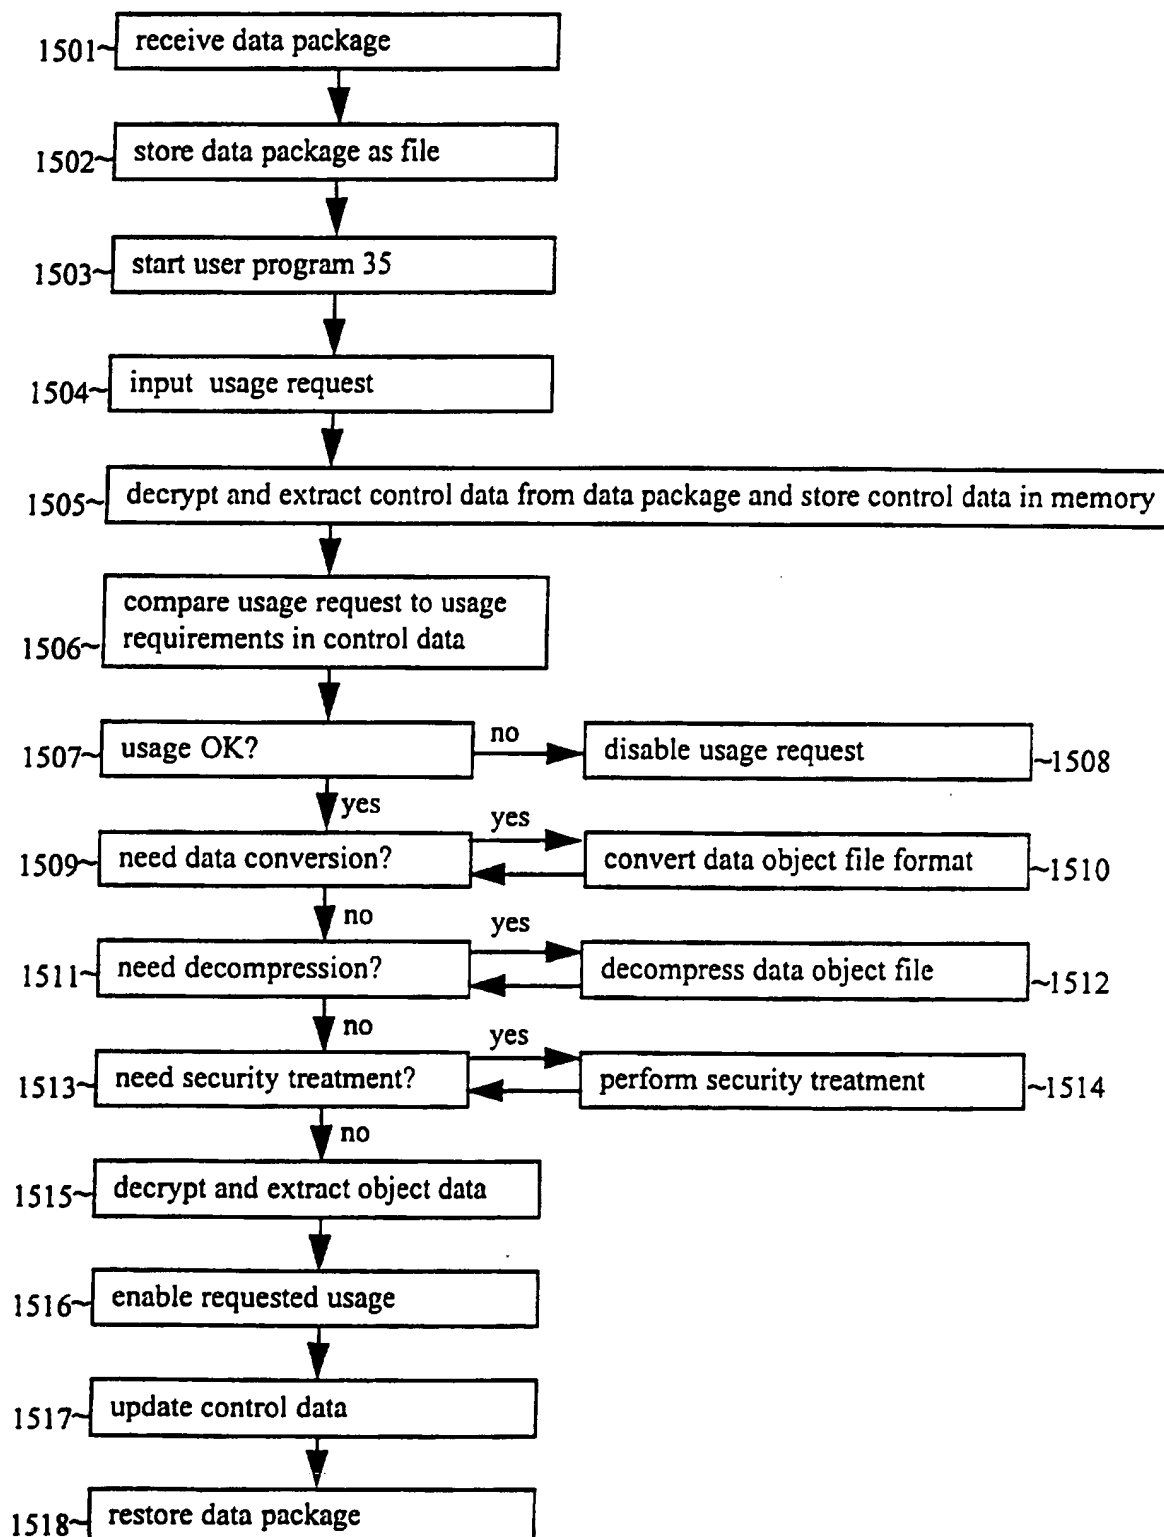 1501~ receive data package
1502~ store data package as file
1503~ start user program 35
1504~ input usage request
1505~ decrypt and extract control data from data package and store control data in memory
compare usage request to usage
1506~ requirements in control data
1507~ usage OK?
no
disable usage request ~1508
yes
1509~ need data conversion?
yes
convert data object file format ~1510
no
1511~ need decompression?
yes
decompress data object file ~1512
no
1513~ need security treatment?
yes
perform security treatment ~1514
no
1515~ decrypt and extract object data
1516~ enable requested usage
1517~ update control data
1518~ restore data package